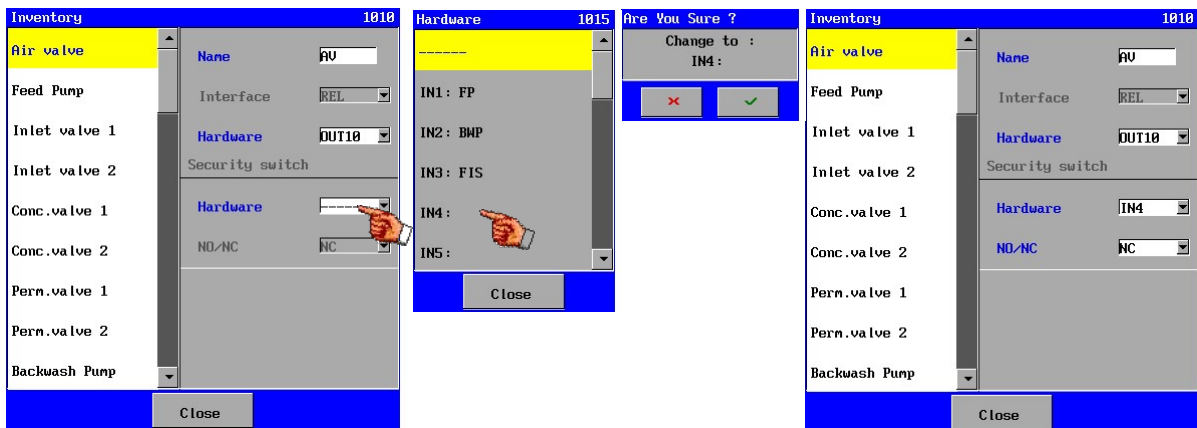 Inventory 1010
Air valve
Feed Pump
Inlet valve 1
Inlet valve 2
Conc.valve 1
Conc.valve 2
Perm.valve 1
Perm.valve 2
Backwash Pump
Name AV
Interface REL
Hardware OUT10
Security switch
Hardware ------
NO/NC NC
Close
Hardware 1015
------
IN1: FP
IN2: BWP
IN3: FIS
IN4:
IN5:
Close
Are You Sure ?
Change to :
IN4:
Inventory 1010
Air valve
Feed Pump
Inlet valve 1
Inlet valve 2
Conc.valve 1
Conc.valve 2
Perm.valve 1
Perm.valve 2
Backwash Pump
Name AV
Interface REL
Hardware OUT10
Security switch
Hardware IN4
NO/NC NC
Close